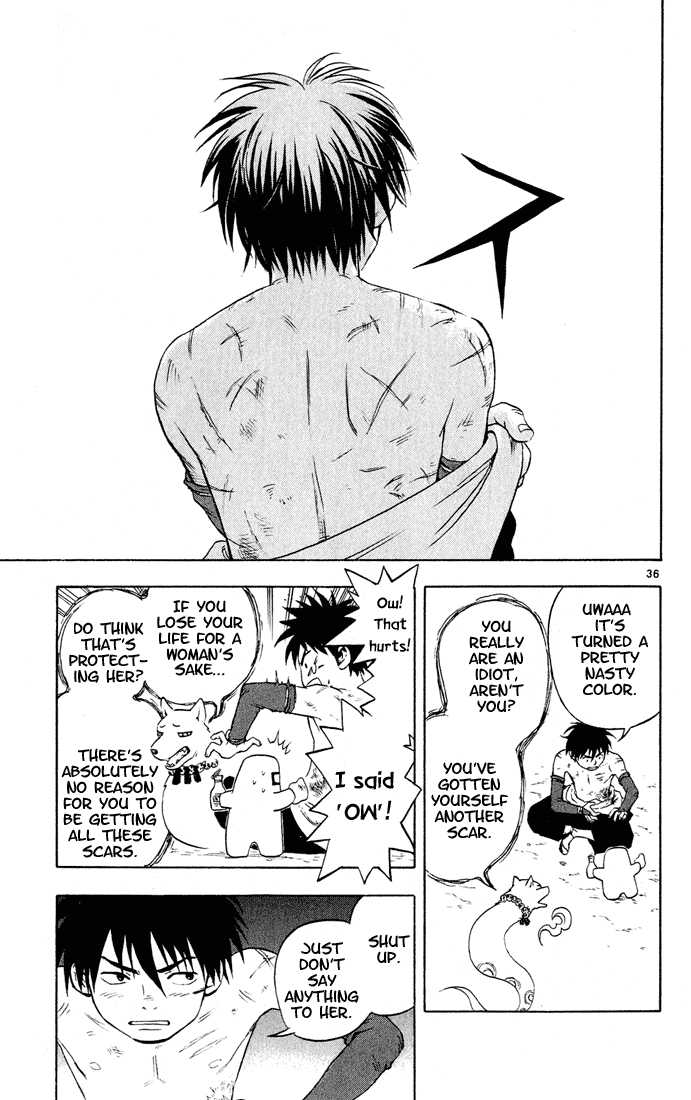 36
UWAAA
IT'S
TURNED A
PRETTY
NASTY
COLOR.
YOU
REALLY
ARE AN
IDIOT,
AREN'T
YOU?
YOU'VE
GOTTEN
YOURSELF
ANOTHER
SCAR.
Ow!
That
hurts!
I said
'OW'!
IF YOU
LOSE YOUR
LIFE FOR A
WOMAN'S
SAKE...
DO THINK
THAT'S
PROTECT-
ING HER?
THERE'S
ABSOLUTELY
NO REASON
FOR YOU TO
BE GETTING
ALL THESE
SCARS.
SHUT
UP.
JUST
DON'T
SAY
ANYTHING
TO HER.